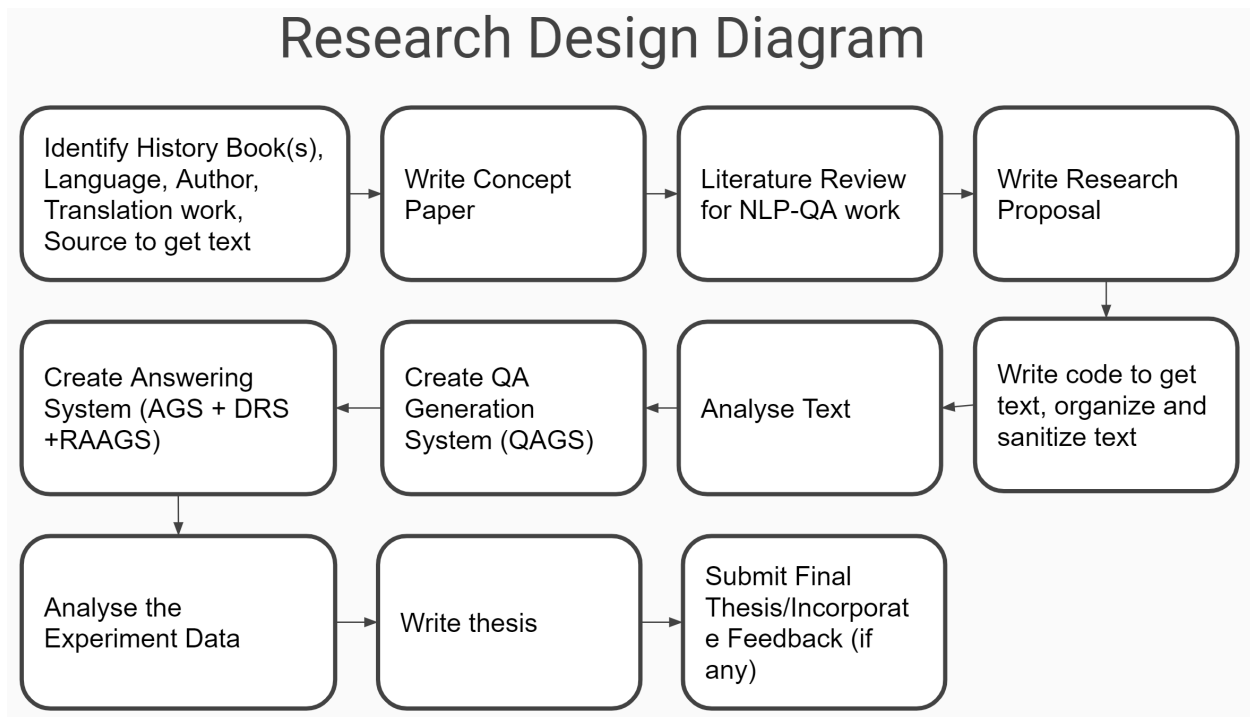 Research Design Diagram
Identify History Book(s),
Language, Author,
Translation work,
Source to get text
Write Concept
Paper
Literature Review
for NLP-QA work
Write Research
Proposal
Write code to get
text, organize and
sanitize text
Analyse Text
Create QA
Generation
System (QAGS)
Create Answering
System (AGS + DRS
+RAAGS)
Analyse the
Experiment Data
Write thesis
Submit Final
Thesis/Incorporat
e Feedback (if
any)